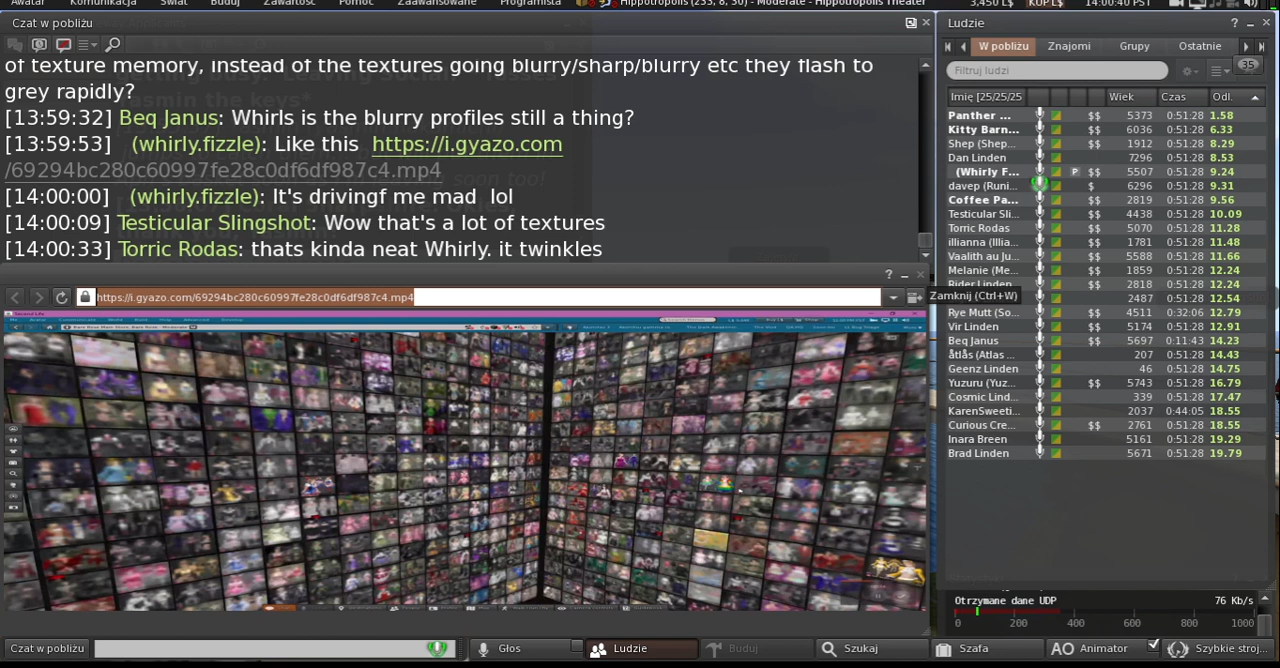 Awatar Komunikacja Świat Buduj Zawartość Pomoc Zaawansowane Programista Hippotropolis (233, 8, 30) - Moderate - Hippotropolis Theater 3,450 L$ KUP L$ 14:00:40 PST
Czat w pobliżu
of texture memory, instead of the textures going blurry/sharp/blurry etc they flash to
grey rapidly?
[13:59:32] Beq Janus: Whirls is the blurry profiles still a thing?
[13:59:53] (whirly.fizzle): Like this https://i.gyazo.com
/69294bc280c60997fe28c0df6df987c4.mp4
[14:00:00] (whirly.fizzle): It's drivingf me mad lol
[14:00:09] Testicular Slingshot: Wow that's a lot of textures
[14:00:33] Torric Rodas: thats kinda neat Whirly. it twinkles
https://i.gyazo.com/69294bc280c60997fe28c0df6df987c4.mp4
Zamknij (Ctrl+W)
Ludzie
W pobliżu Znajomi Grupy Ostatnie
Filtruj ludzi 35
Imię [25/25/25 Wiek Czas Odl.
Panther ... $$ 5373 0:51:28 1.58
Kitty Barn... $$ 6036 0:51:28 6.33
Shep (Shep... $$ 1912 0:51:28 8.29
Dan Linden 7296 0:51:28 8.53
(Whirly F... P $$ 5507 0:51:28 9.24
davep (Runi... $ 6296 0:51:28 9.31
Coffee Pa... $$ 2819 0:51:28 9.56
Testicular Sli... $$ 4438 0:51:28 10.09
Torric Rodas $$ 5070 0:51:28 11.28
illianna (Illia... $$ 1781 0:51:28 11.48
Vaalith au Ju... $$ 5588 0:51:28 11.66
Melanie (Me... $$ 1859 0:51:28 12.24
Rider Linden $$ 2818 0:51:28 12.24
2487 0:51:28 12.54
Rye Mutt (So... $$ 4511 0:32:06 12.79
Vir Linden $$ 5174 0:51:28 12.91
Beq Janus $$ 5697 0:11:43 14.23
åtlås (Atlas ... 207 0:51:28 14.43
Geenz Linden 46 0:51:28 14.75
Yuzuru (Yuz... $$ 5743 0:51:28 16.79
Cosmic Lind... 339 0:51:28 17.47
KarenSweeti... 2037 0:44:05 18.55
Curious Cre... $$ 2761 0:51:28 18.55
Inara Breen 5161 0:51:28 19.29
Brad Linden 5671 0:51:28 19.79
Otrzymane dane UDP 76 Kb/s
0 200 400 600 800 1000
Czat w pobliżu Głos Ludzie Buduj Szukaj Szafa AO Animator Szybkie stroj...